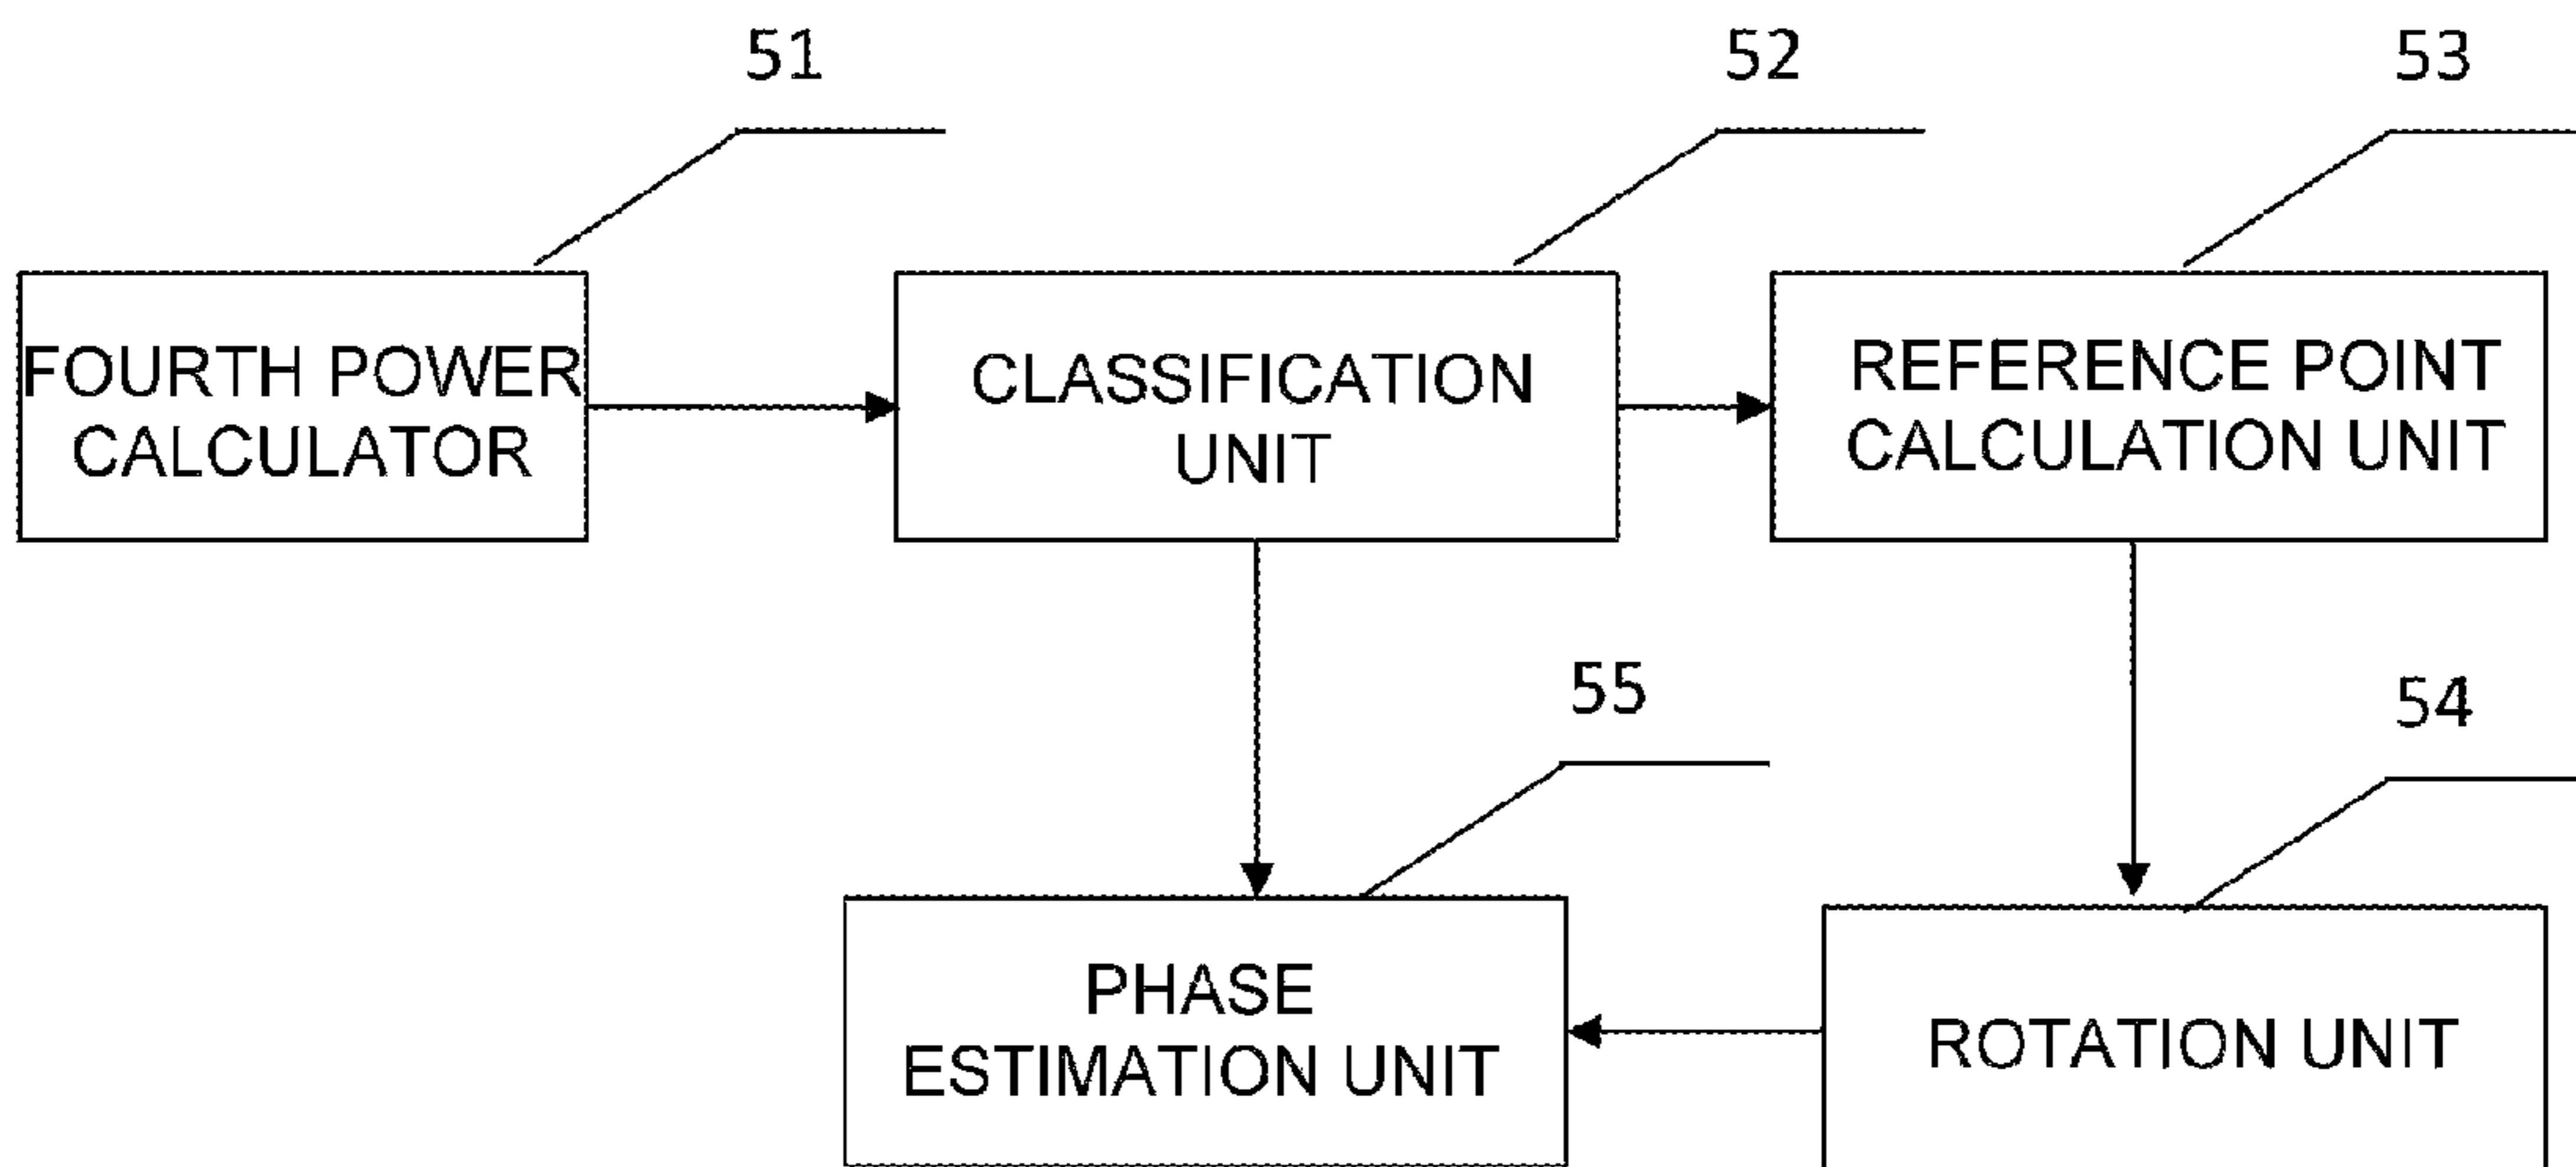 51
52
53
FOURTH POWER
CALCULATOR
CLASSIFICATION
UNIT
REFERENCE POINT
CALCULATION UNIT
55
54
PHASE
ESTIMATION UNIT
ROTATION UNIT